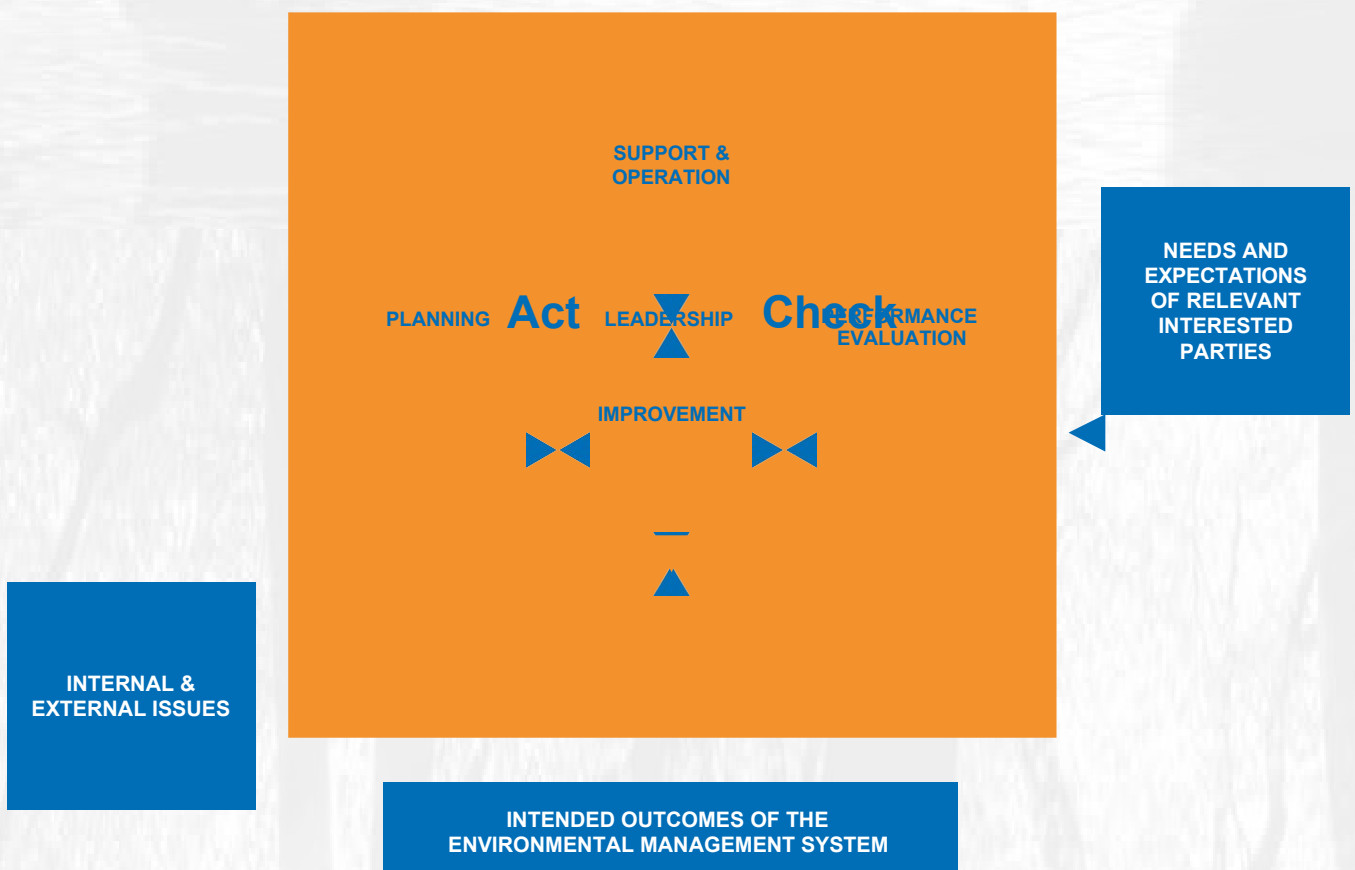 SUPPORT &
OPERATION
NEEDS AND
EXPECTATIONS
OF RELEVANT
INTERESTED
PARTIES
PLANNING Act LEADERSHIP Check PERFORMANCE
EVALUATION
IMPROVEMENT
INTERNAL &
EXTERNAL ISSUES
INTENDED OUTCOMES OF THE
ENVIRONMENTAL MANAGEMENT SYSTEM